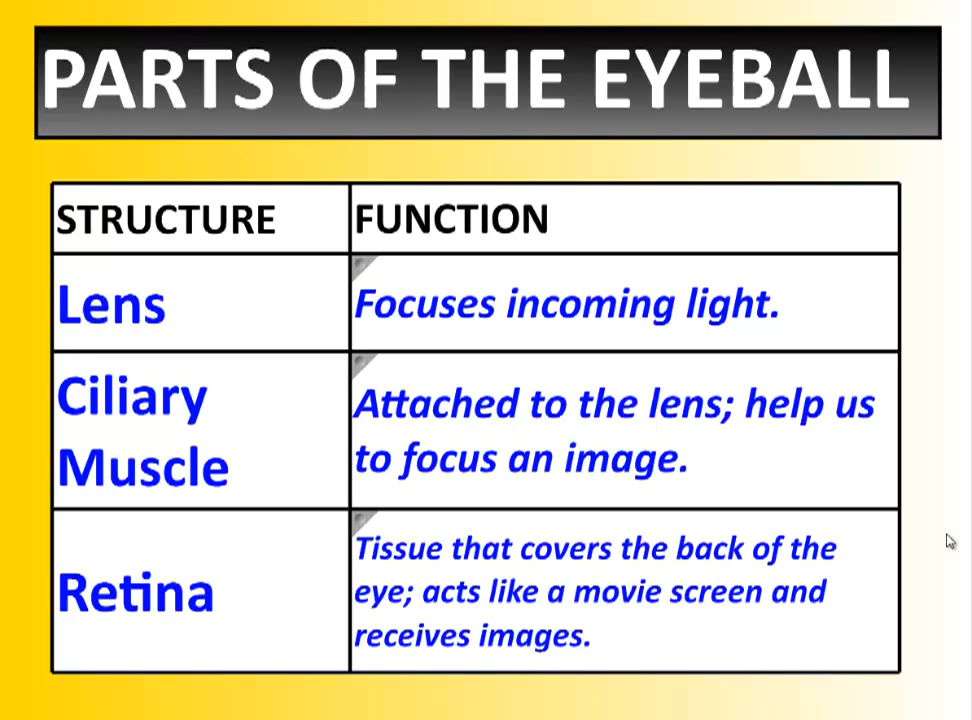 PARTS OF THE EYEBALL
STRUCTURE
FUNCTION
Lens
Focuses incoming light.
Ciliary
Muscle
Attached to the lens; help us
to focus an image.
Retina
Tissue that covers the back of the
eye; acts like a movie screen and
receives images.